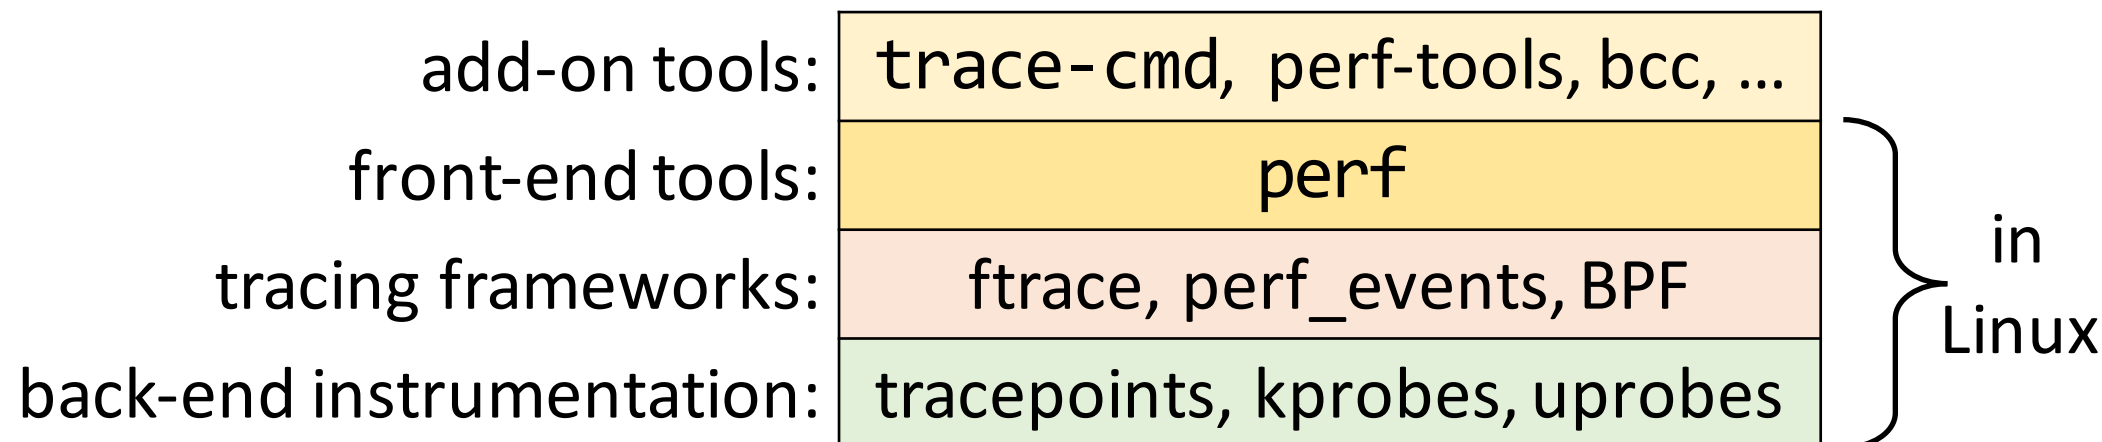 add-on tools: trace-cmd, perf-tools, bcc, …
front-end tools: perf
tracing frameworks: ftrace, perf_events, BPF
back-end instrumentation: tracepoints, kprobes, uprobes
in
Linux